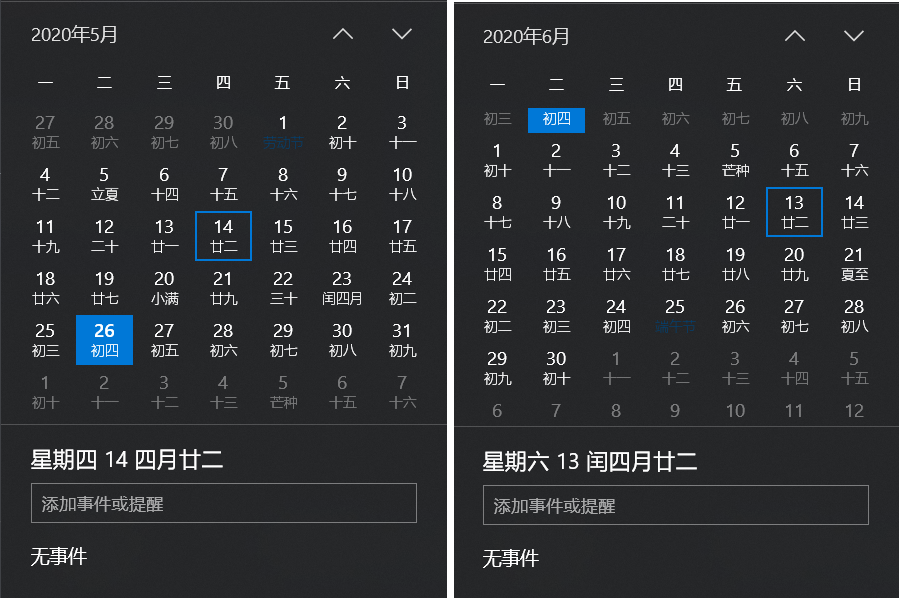 2020年5月
一 二 三 四 五 六 日
27 28 29 30 1 2 3
初五 初六 初七 初八 劳动节 初十 十一
4 5 6 7 8 9 10
十二 立夏 十四 十五 十六 十七 十八
11 12 13 14 15 16 17
十九 二十 廿一 廿二 廿三 廿四 廿五
18 19 20 21 22 23 24
廿六 廿七 小满 廿九 三十 闰四月 初二
25 26 27 28 29 30 31
初三 初四 初五 初六 初七 初八 初九
1 2 3 4 5 6 7
初十 十一 十二 十三 芒种 十五 十六
星期四 14 四月廿二
添加事件或提醒
无事件
2020年6月
一 二 三 四 五 六 日
初三 初四 初五 初六 初七 初八 初九
1 2 3 4 5 6 7
初十 十一 十二 十三 芒种 十五 十六
8 9 10 11 12 13 14
十七 十八 十九 二十 廿一 廿二 廿三
15 16 17 18 19 20 21
廿四 廿五 廿六 廿七 廿八 廿九 夏至
22 23 24 25 26 27 28
初二 初三 初四 端午节 初六 初七 初八
29 30 1 2 3 4 5
初九 初十 十一 十二 十三 十四 十五
6 7 8 9 10 11 12
星期六 13 闰四月廿二
添加事件或提醒
无事件